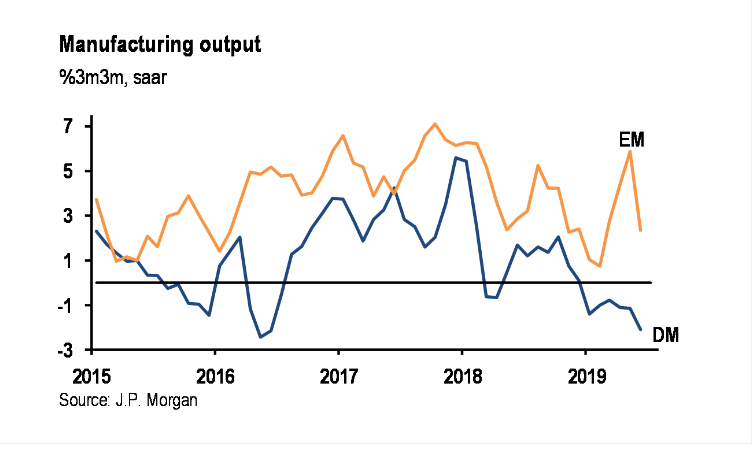 Manufacturing output
%3m3m, saar
7
EM
5
3
1
-1
DM
-3
2015 2016 2017 2018 2019
Source: J.P. Morgan